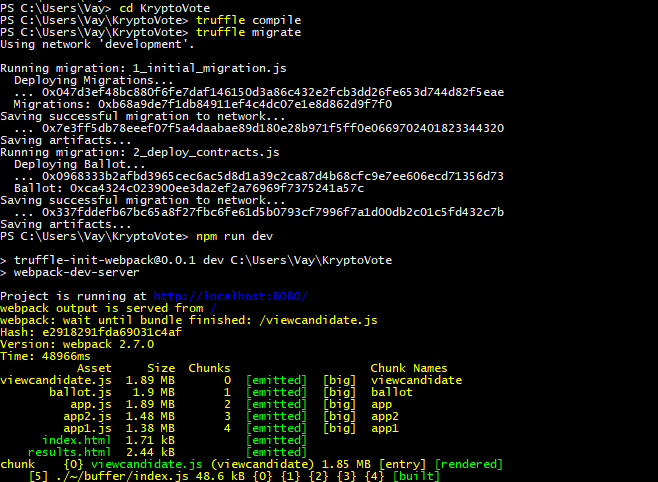 PS C:\Users\Vay> cd KryptoVote
PS C:\Users\Vay\KryptoVote> truffle compile
PS C:\Users\Vay\KryptoVote> truffle migrate
Using network 'development'.
Running migration: 1_initial_migration.js
Deploying Migrations...
... 0x047d3ef48bc880f6fe7daf146150d3a86c432e2fcb3dd26fe653d744d82f5eae
Migrations: 0xb68a9de7f1db84911ef4c4dc07e1e8d862d9f7f0
Saving successful migration to network...
... 0x7e3ff5db78eeef07f5a4daabae89d180e28b971f5ff0e0669702401823344320
Saving artifacts...
Running migration: 2_deploy_contracts.js
Deploying Ballot...
... 0x0968333b2afbd3965cec6ac5d8d1a39c2ca87d4b68cfc9e7ee606ecd71356d73
Ballot: 0xca4324c023900ee3da2ef2a76969f7375241a57c
Saving successful migration to network...
... 0x337fddefb67bc65a8f27fbc6fe61d5b0793cf7996f7a1d00db2c01c5fd432c7b
Saving artifacts...
PS C:\Users\Vay\KryptoVote> npm run dev
> truffle-init-webpack@0.0.1 dev C:\Users\Vay\KryptoVote
> webpack-dev-server
Project is running at http://localhost:8080/
webpack output is served from /
webpack: wait until bundle finished: /viewcandidate.js
Hash: e2918291fda69031c4af
Version: webpack 2.7.0
Time: 48966ms
Asset Size Chunks Chunk Names
viewcandidate.js 1.89 MB 0 [emitted] [big] viewcandidate
ballot.js 1.9 MB 1 [emitted] [big] ballot
app.js 1.89 MB 2 [emitted] [big] app
app2.js 1.48 MB 3 [emitted] [big] app2
app1.js 1.38 MB 4 [emitted] [big] app1
index.html 1.71 kB [emitted]
results.html 2.44 kB [emitted]
chunk {0} viewcandidate.js (viewcandidate) 1.85 MB [entry] [rendered]
[5] ./~/buffer/index.js 48.6 kB {0} {1} {2} {3} {4} [built]